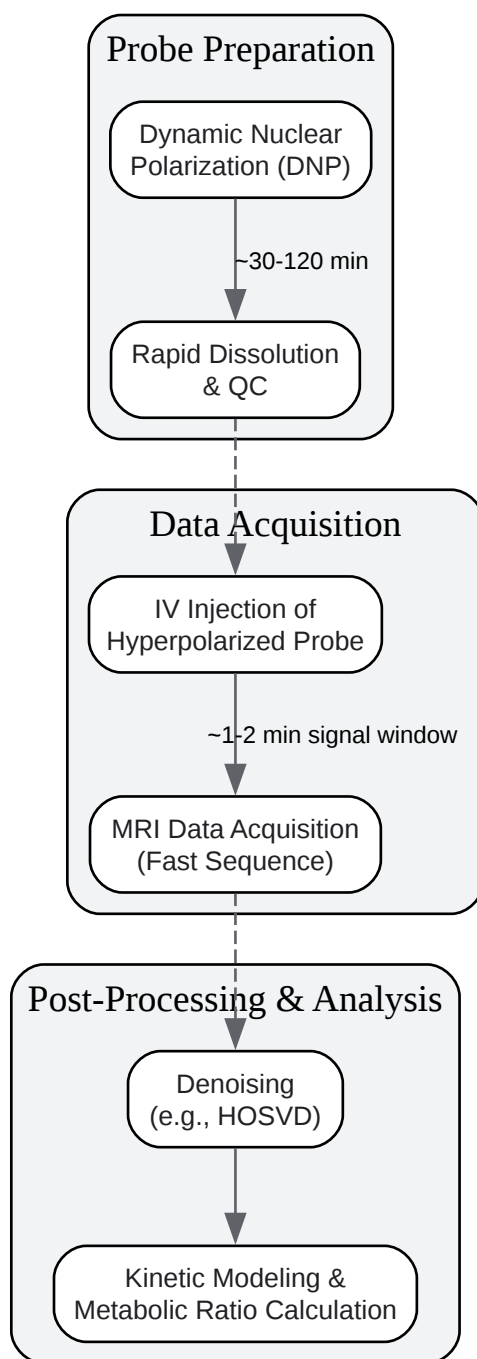 Probe Preparation
Dynamic Nuclear
Polarization (DNP)
~30-120 min
Rapid Dissolution
& QC
Data Acquisition
IV Injection of
Hyperpolarized Probe
~1-2 min signal window
MRI Data Acquisition
(Fast Sequence)
Post-Processing & Analysis
Denoising
(e.g., HOSVD)
Kinetic Modeling &
Metabolic Ratio Calculation